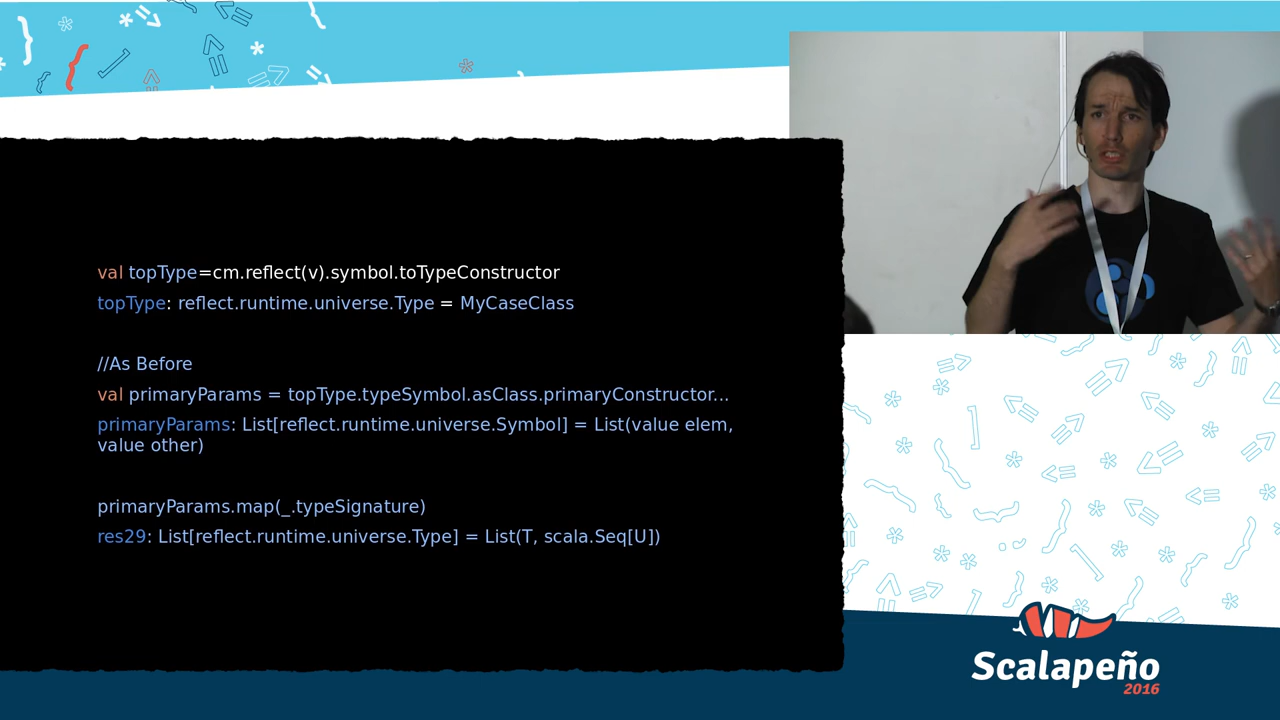 val topType=cm.reflect(v).symbol.toTypeConstructor
topType: reflect.runtime.universe.Type = MyCaseClass
//As Before
val primaryParams = topType.typeSymbol.asClass.primaryConstructor...
primaryParams: List[reflect.runtime.universe.Symbol] = List(value elem,
value other)
primaryParams.map(_.typeSignature)
res29: List[reflect.runtime.universe.Type] = List(T, scala.Seq[U])
Scalapeño
2016